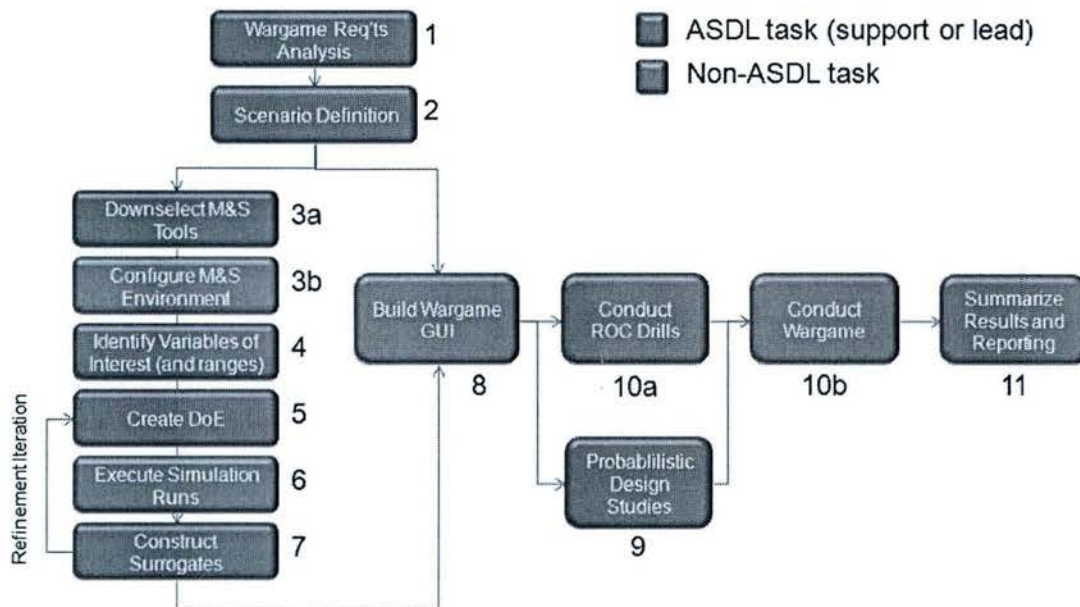 Wargame Req'ts
Analysis
1
ASDL task (support or lead)
Non-ASDL task
Scenario Definition
2
Downselect M&S
Tools
3a
Configure M&S
Environment
3b
Identify Variables of
Interest (and ranges)
4
Create DoE
5
Execute Simulation
Runs
6
Construct
Surrogates
7
Refinement Iteration
Build Wargame
GUI
8
Conduct
ROC Drills
10a
Conduct
Wargame
10b
Summarize
Results and
Reporting
11
Probablilistic
Design
Studies
9